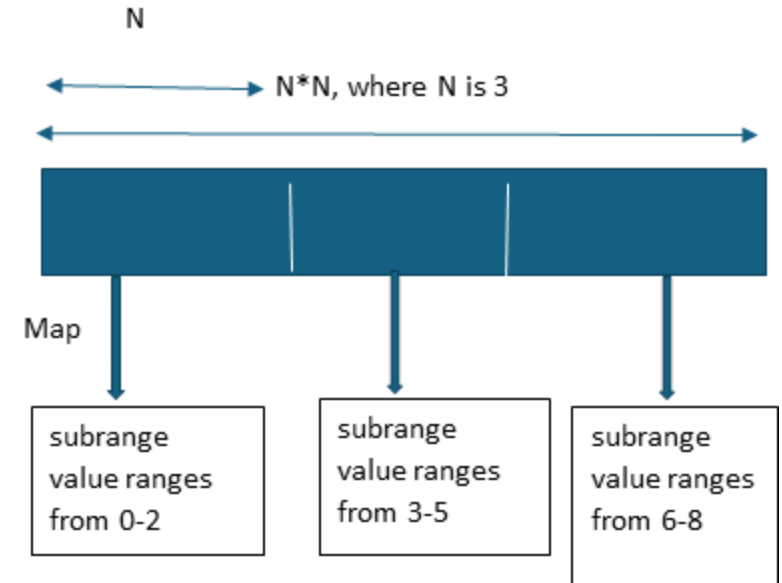 N
N*N, where N is 3
Map
subrange
value ranges
from 0-2
subrange
value ranges
from 3-5
subrange
value ranges
from 6-8